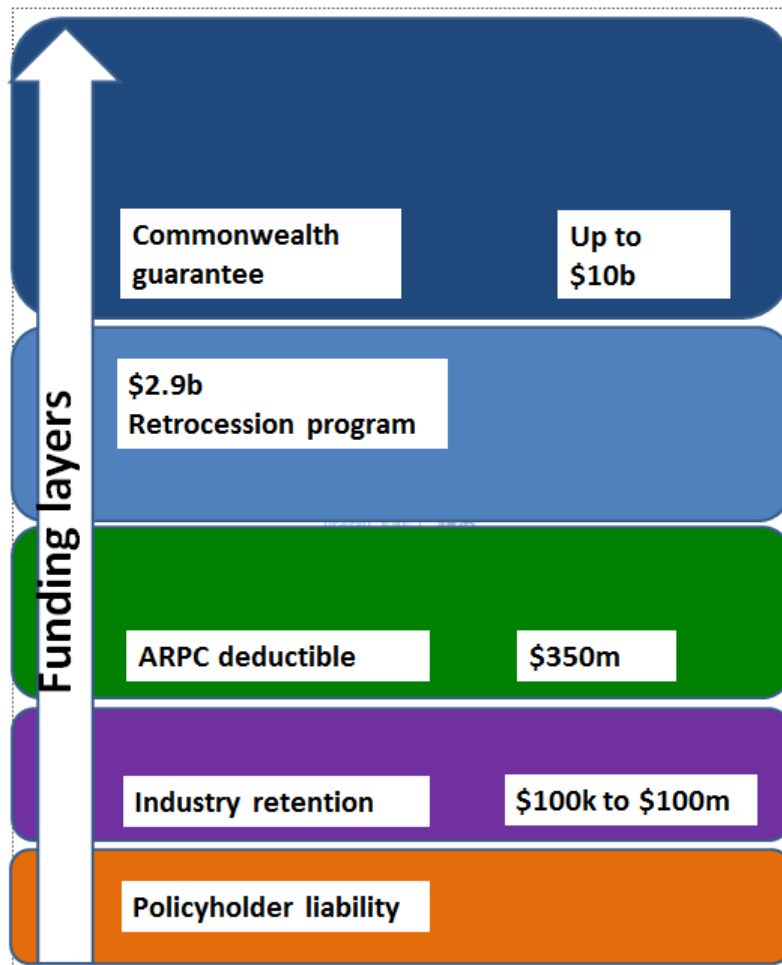 Commonwealth
guarantee
Up to
$10b
$2.9b
Retrocession program
Funding layers
ARPC deductible
$350m
Industry retention
$100k to $100m
Policyholder liability